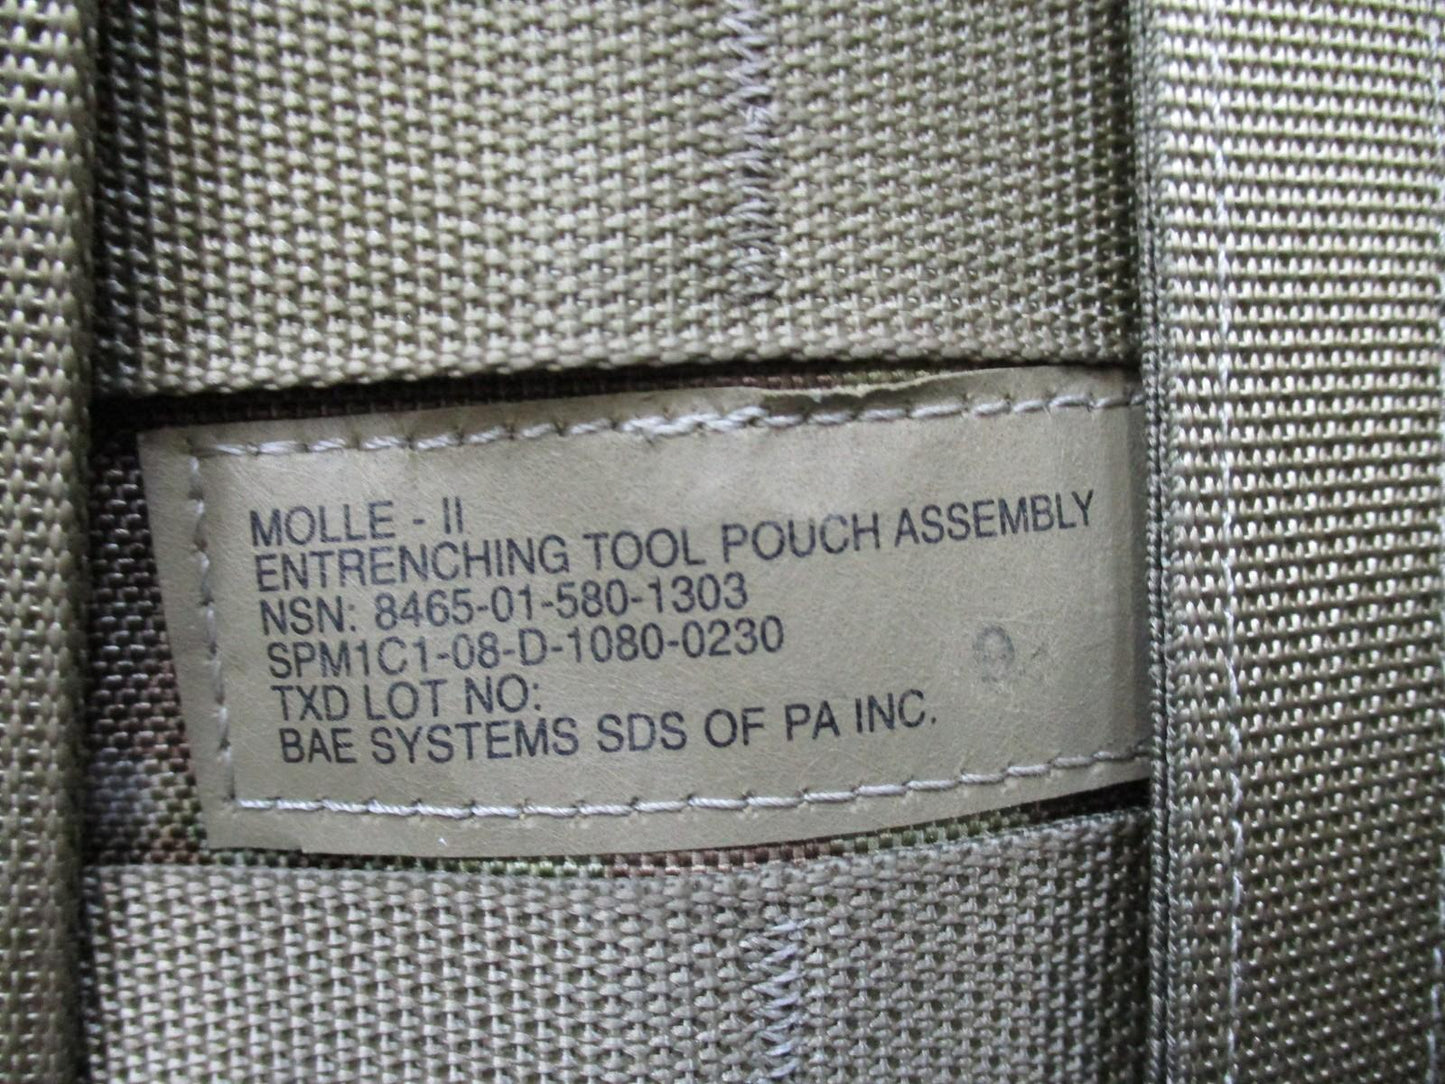 MOLLE - II
ENTRENCHING TOOL POUCH ASSEMBLY
NSN: 8465-01-580-1303
SPM1C1-08-D-1080-0230
TXD LOT NO:
BAE SYSTEMS SDS OF PA INC.
9